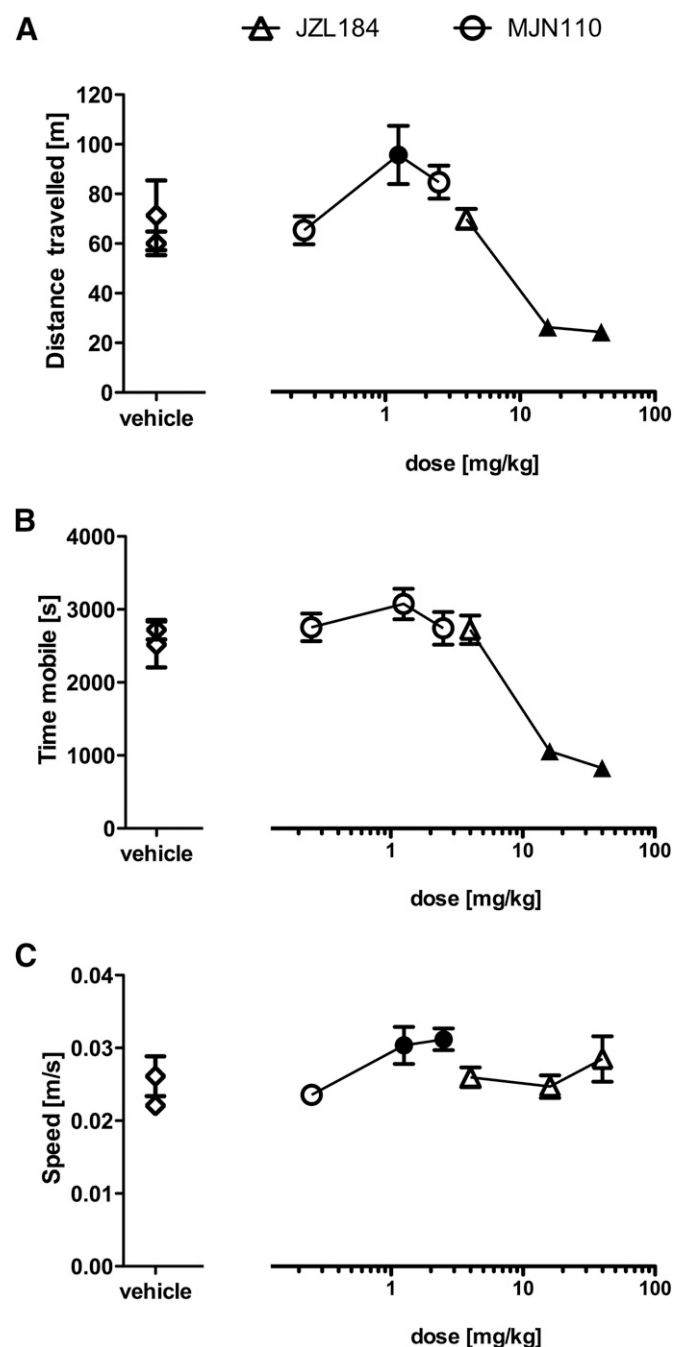 A
JZL184 MJN110
Distance travelled [m]
120
100
80
60
40
20
0
vehicle
1 10 100
dose [mg/kg]
B
Time mobile [s]
4000
3000
2000
1000
0
vehicle
1 10 100
dose [mg/kg]
C
Speed [m/s]
0.04
0.03
0.02
0.01
0.00
vehicle
1 10 100
dose [mg/kg]